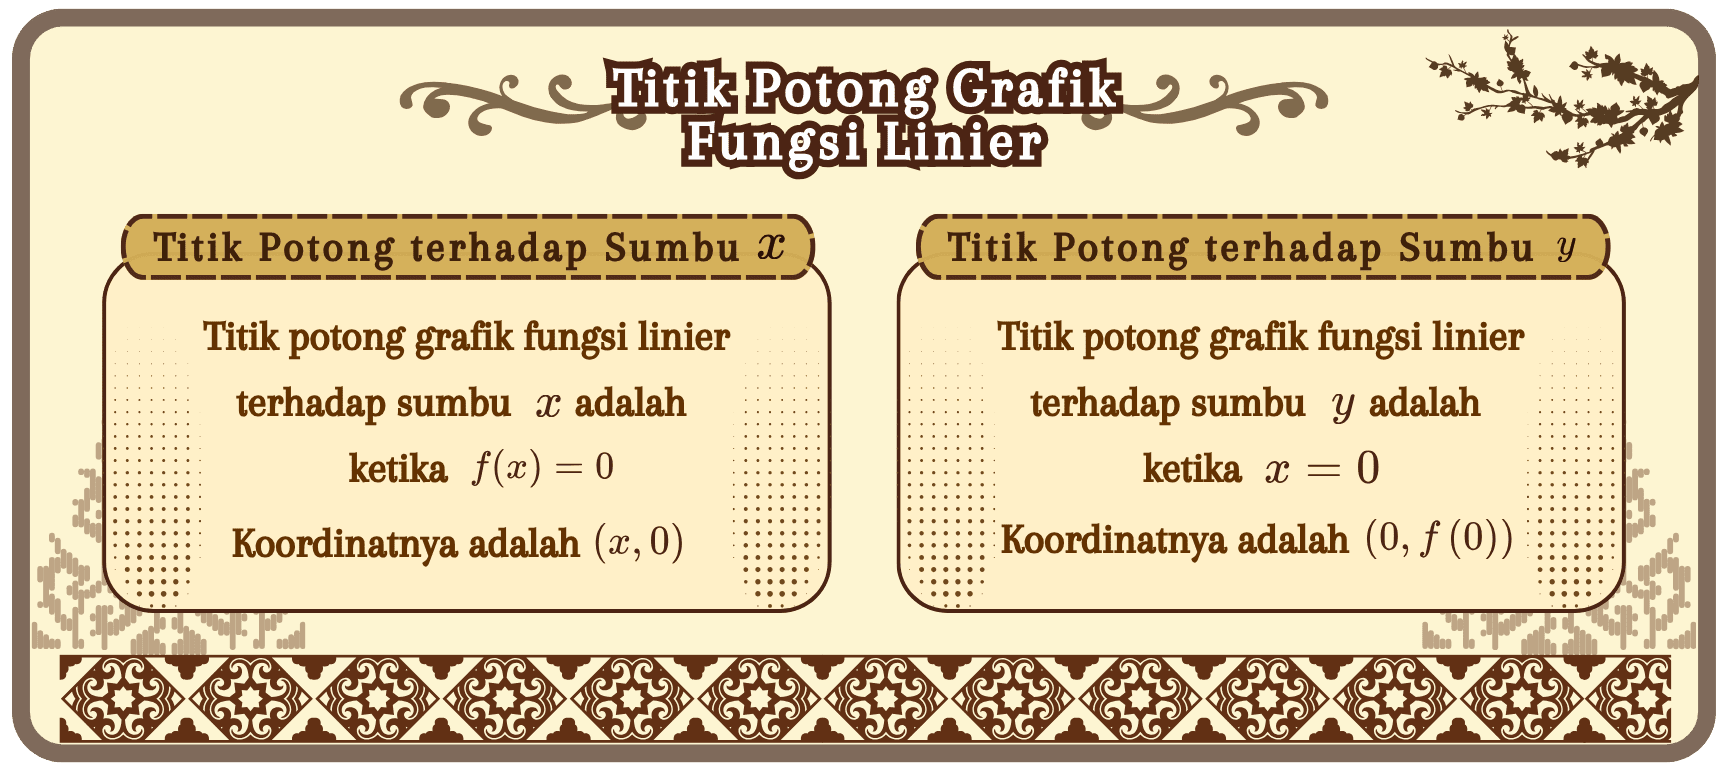 Titik Potong Grafik
Fungsi Linier
Titik Potong terhadap Sumbu x
Titik potong grafik fungsi linier
terhadap sumbu x adalah
ketika f(x) = 0
Koordinatnya adalah (x, 0)
Titik Potong terhadap Sumbu y
Titik potong grafik fungsi linier
terhadap sumbu y adalah
ketika x = 0
Koordinatnya adalah (0, f (0))